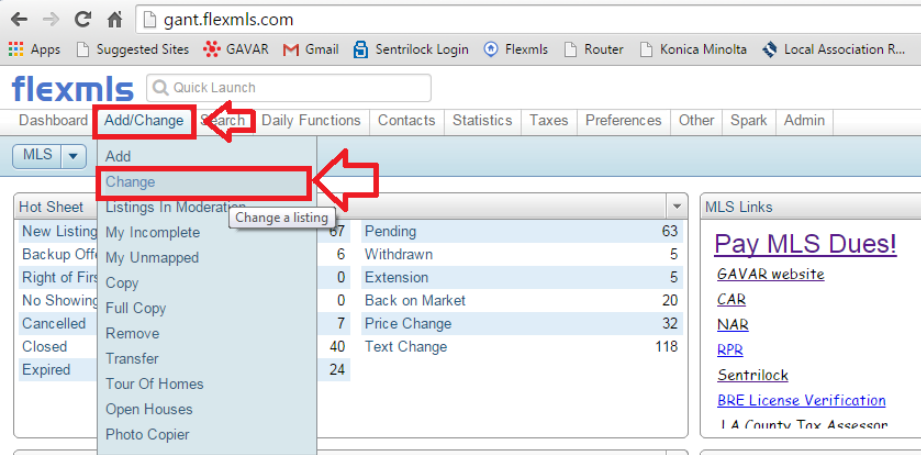 gant.flexmls.com
Apps Suggested Sites GAVAR Gmail Sentrilock Login Flexmls Router Konica Minolta Local Association R...
flexmls Quick Launch
Dashboard Add/Change Search Daily Functions Contacts Statistics Taxes Preferences Other Spark Admin
MLS
Add
Change
Listings In Moderation
Change a listing
My Incomplete
My Unmapped
Copy
Full Copy
Remove
Transfer
Tour Of Homes
Open Houses
Photo Copier
Hot Sheet
New Listing 67 Pending 63
Backup Offe 6 Withdrawn 5
Right of Firs 0 Extension 5
No Showing 0 Back on Market 20
Cancelled 7 Price Change 32
Closed 40 Text Change 118
Expired 24
MLS Links
Pay MLS Dues!
GAVAR website
CAR
NAR
RPR
Sentrilock
BRE License Verification
LA County Tax Assessor